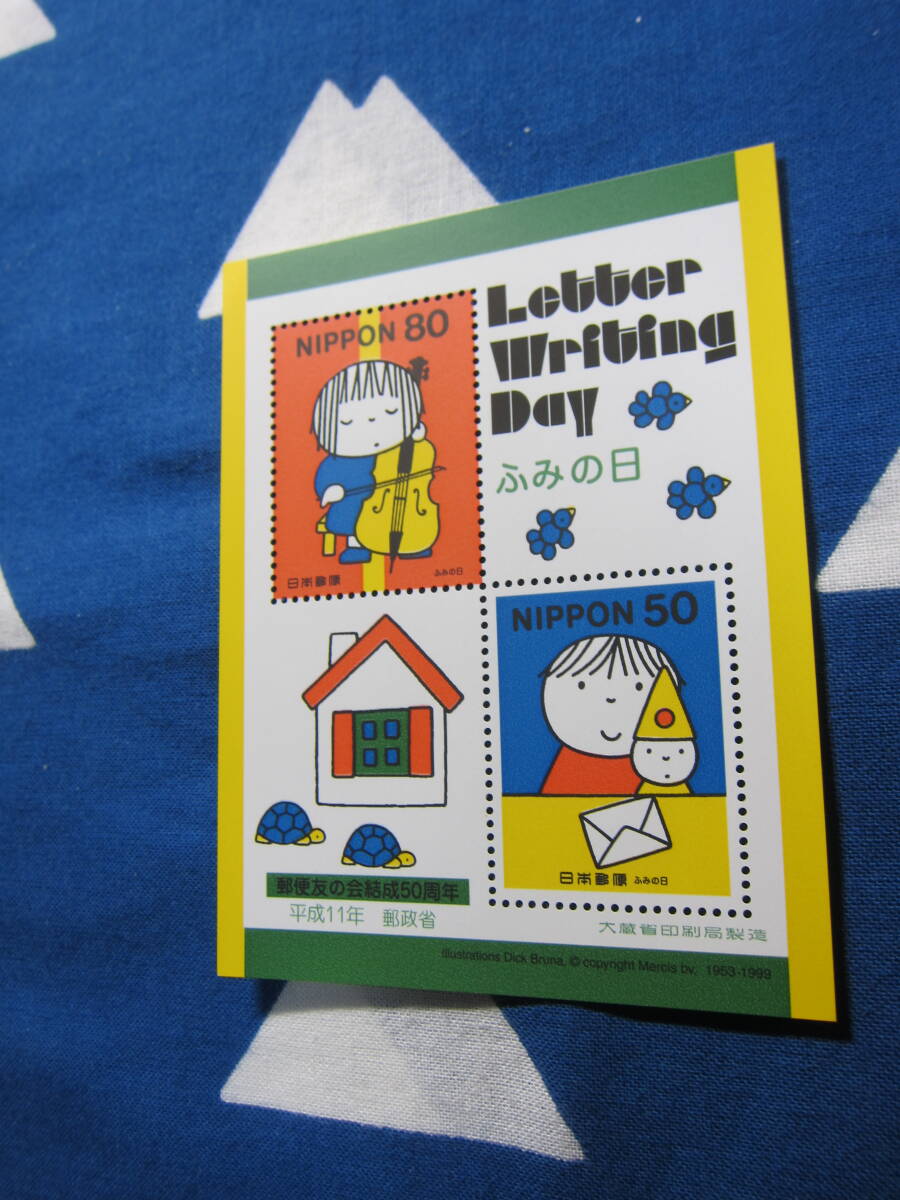 Letter
Writing
Day
ふみの日
NIPPON 80
日本郵便 ふみの日
NIPPON 50
日本郵便 ふみの日
郵便友の会結成50周年
平成11年 郵政省
大蔵省印刷局製造
Illustrations Dick Bruna, © copyright Mercis bv, 1953-1999